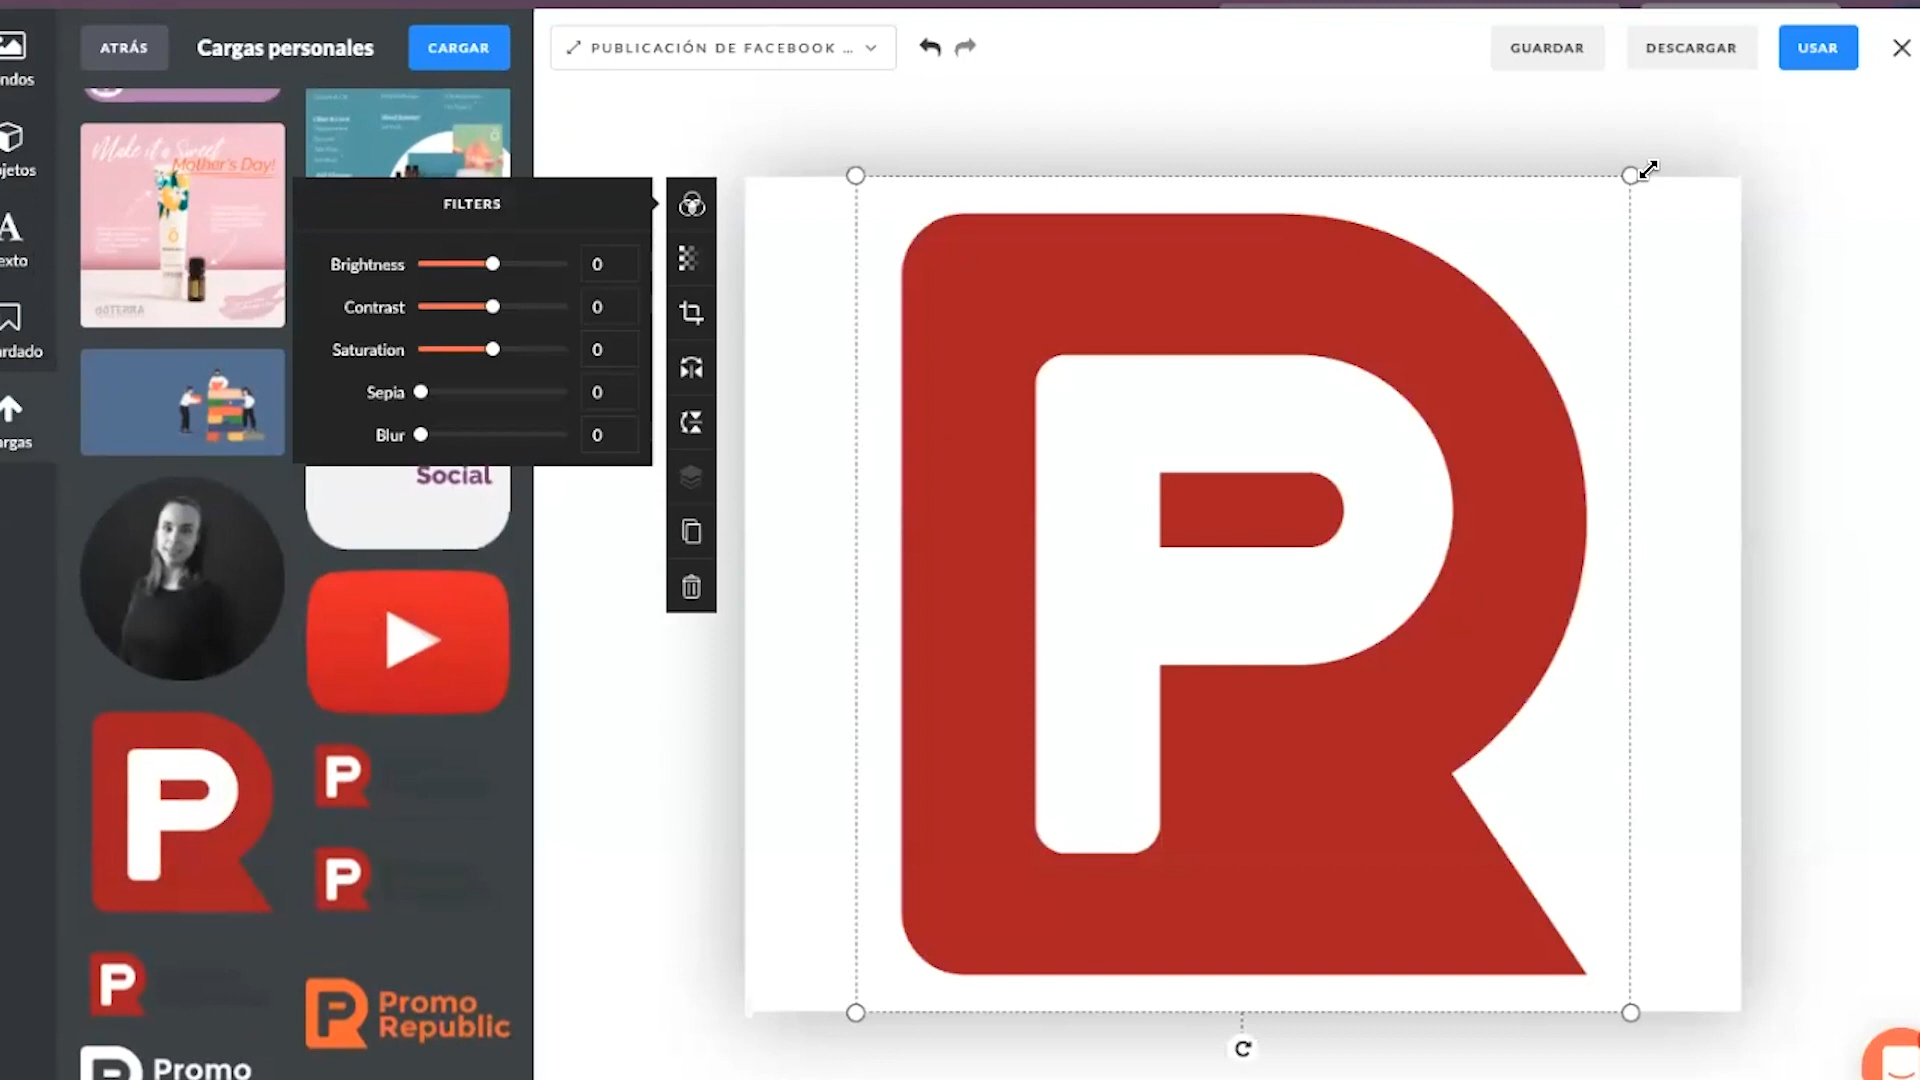 ATRÁS
Cargas personales
CARGAR
PUBLICACIÓN DE FACEBOOK ...
GUARDAR
DESCARGAR
USAR
ndos
jetos
exto
rdado
rgas
Make it a Sweet
Mother's Day!
dōTERRA
FILTERS
Brightness 0
Contrast 0
Saturation 0
Sepia 0
Blur 0
Social
P
P
P
P
P
Promo
Republic
Promo